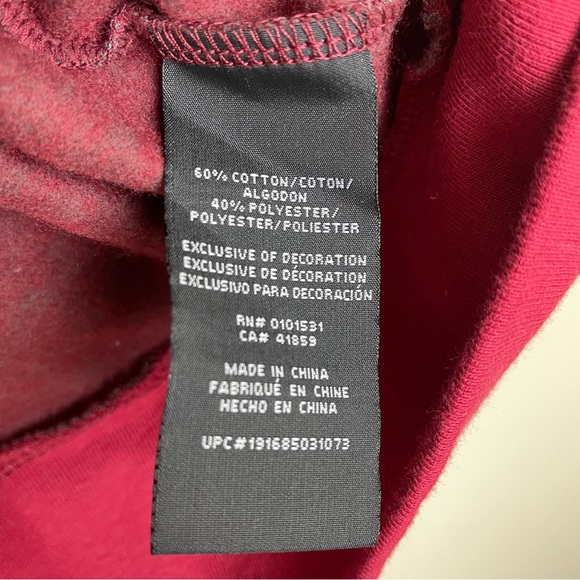 60% COTTON/COTON/
ALGODON
40% POLYESTER/
POLYESTER/POLIESTER
EXCLUSIVE OF DECORATION
EXCLUSIVE DE DÉCORATION
EXCLUSIVO PARA DECORACIÓN
RN# 0101531
CA# 41859
MADE IN CHINA
FABRIQUÉ EN CHINE
HECHO EN CHINA
UPC#191685031073